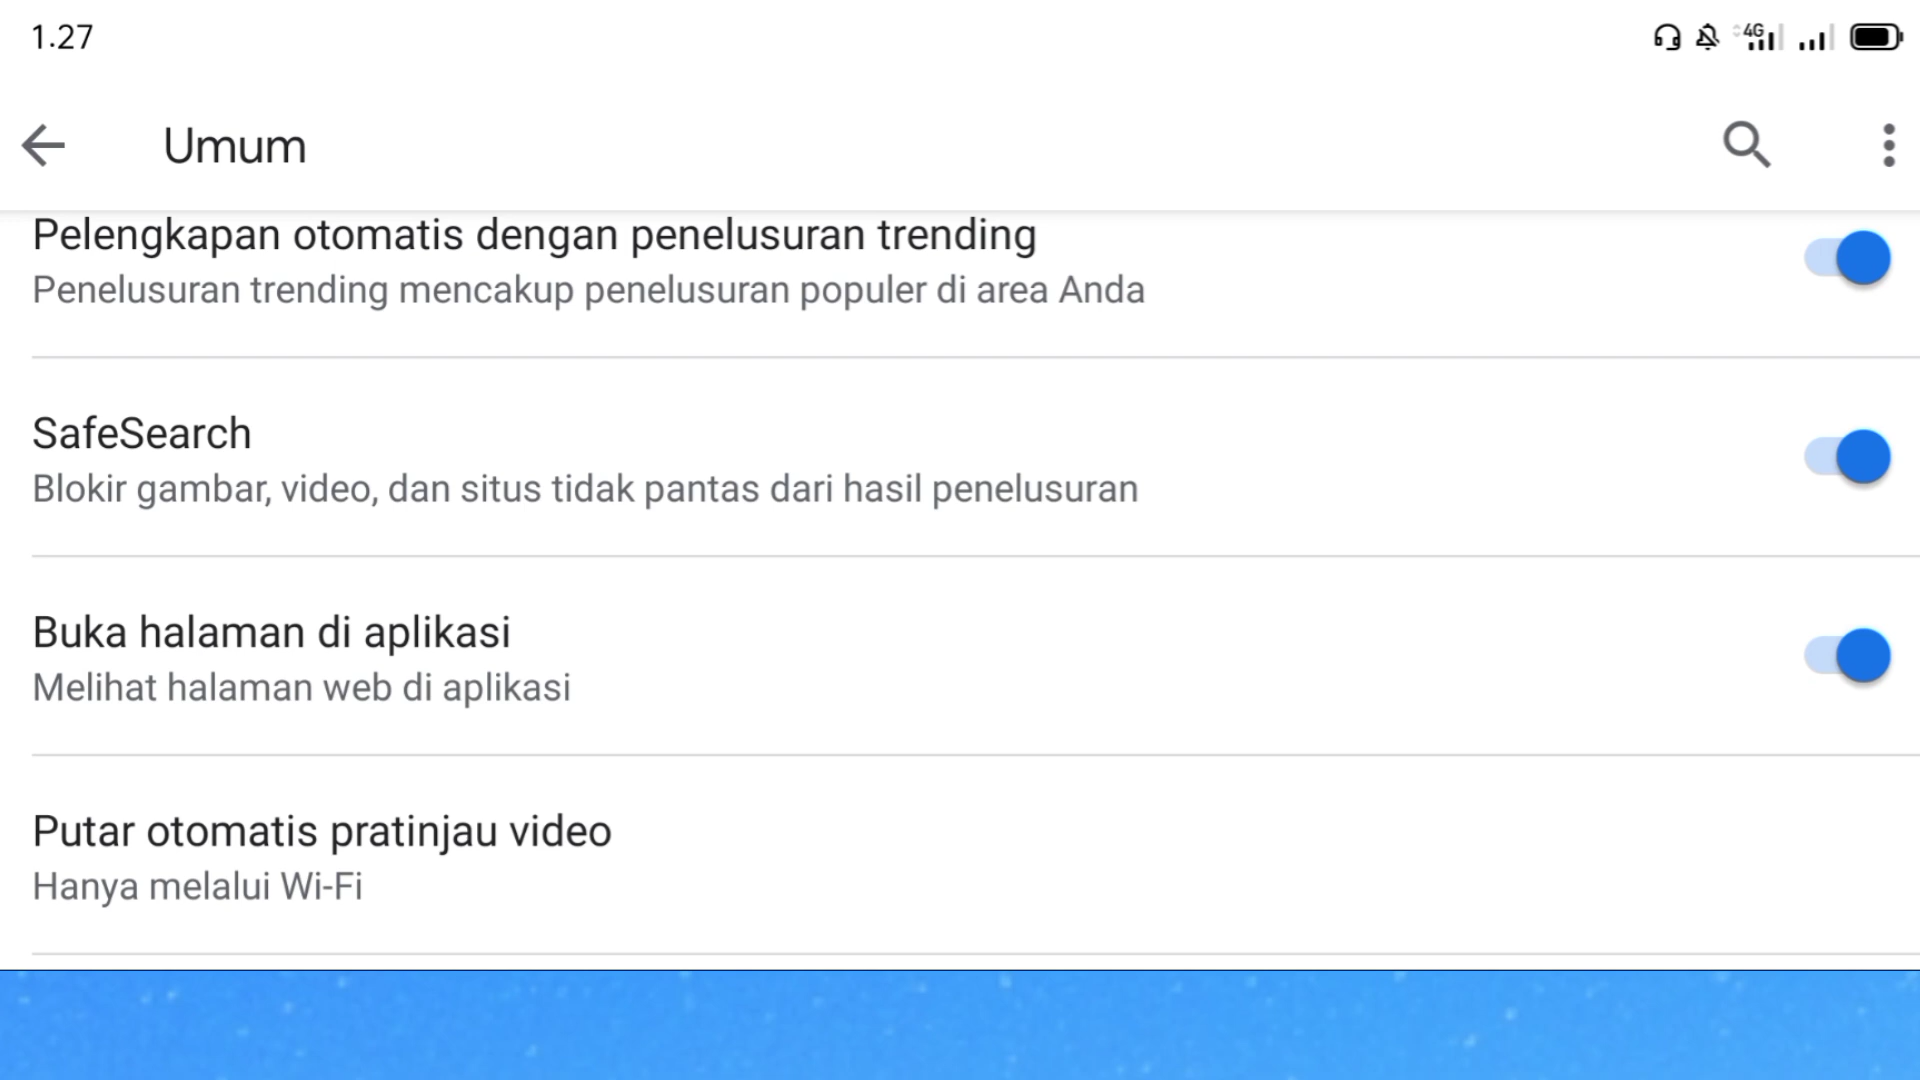 1.27
4G
Umum
Pelengkapan otomatis dengan penelusuran trending
Penelusuran trending mencakup penelusuran populer di area Anda
SafeSearch
Blokir gambar, video, dan situs tidak pantas dari hasil penelusuran
Buka halaman di aplikasi
Melihat halaman web di aplikasi
Putar otomatis pratinjau video
Hanya melalui Wi-Fi